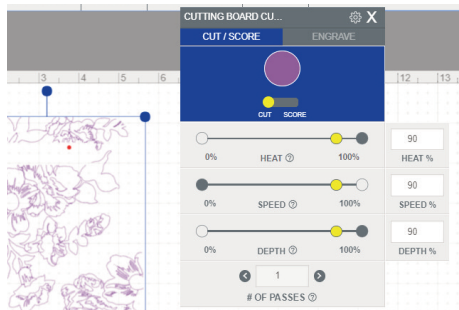 CUTTING BOARD CU... X
CUT / SCORE ENGRAVE
3 4 5 6 12 13
CUT SCORE
0% HEAT ? 100% 90 HEAT %
0% SPEED ? 100% 90 SPEED %
0% DEPTH ? 100% 90 DEPTH %
1
# OF PASSES ?